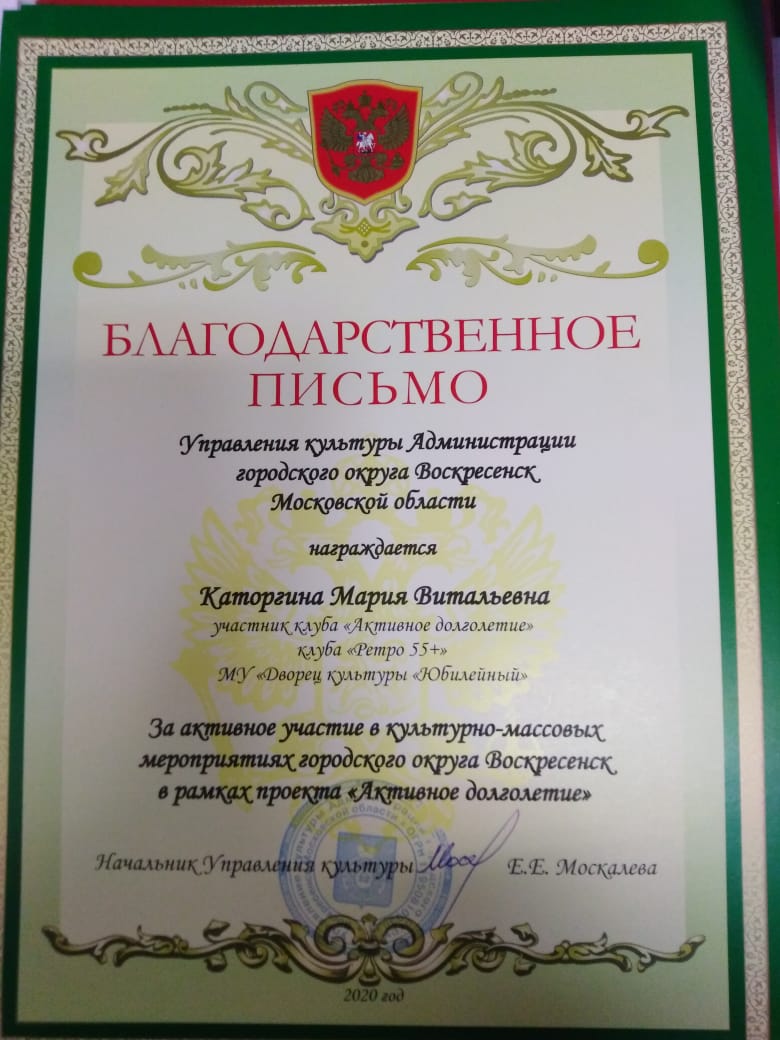 БЛАГОДАРСТВЕННОЕ
ПИСЬМО
Управления культуры Администрации
городского округа Воскресенск
Московской области
награждается
Каторгина Мария Витальевна
участник клуба «Активное долголетие»
клуба «Ретро 55+»
МУ «Дворец культуры «Юбилейный»
За активное участие в культурно-массовых
мероприятиях городского округа Воскресенск
в рамках проекта «Активное долголетие»
Начальник Управления культуры Е.Е. Москалева
2020 год